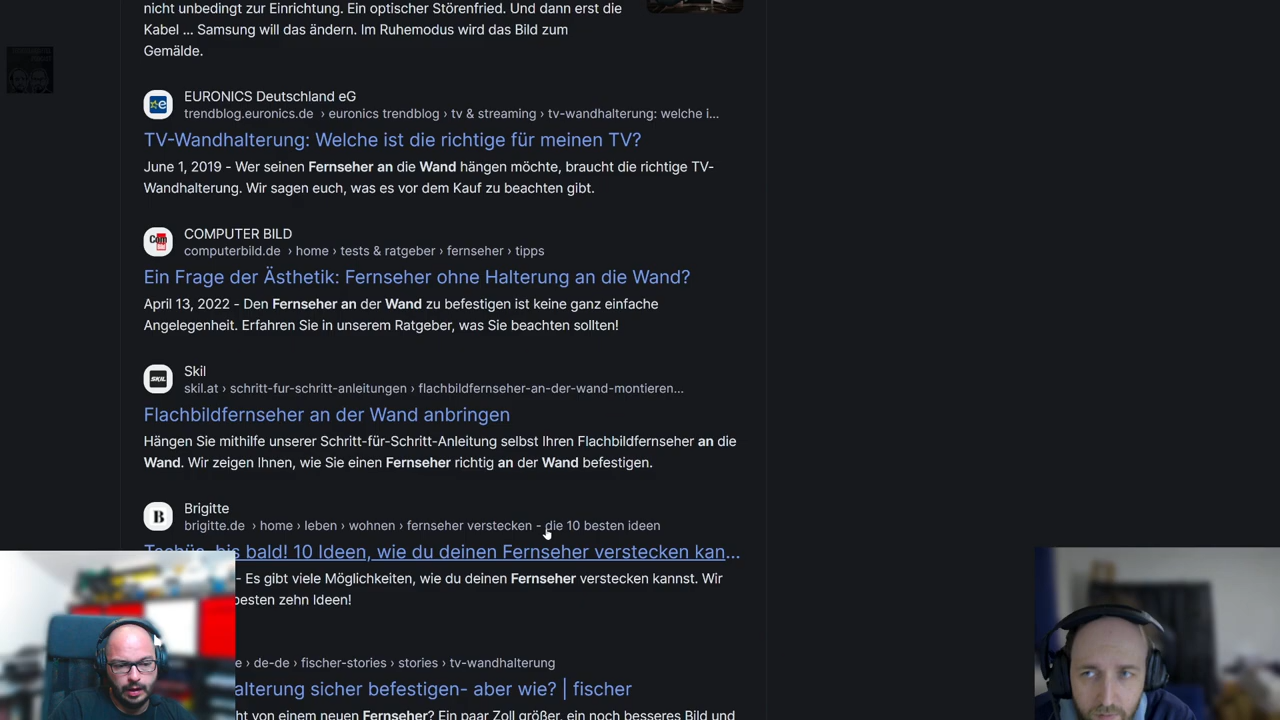 nicht unbedingt zur Einrichtung. Ein optischer Störenfried. Und dann erst die
Kabel ... Samsung will das ändern. Im Ruhemodus wird das Bild zum
Gemälde.
EURONICS Deutschland eG
trendblog.euronics.de › euronics trendblog › tv & streaming › tv-wandhalterung: welche i...
TV-Wandhalterung: Welche ist die richtige für meinen TV?
June 1, 2019 - Wer seinen Fernseher an die Wand hängen möchte, braucht die richtige TV-
Wandhalterung. Wir sagen euch, was es vor dem Kauf zu beachten gibt.
COMPUTER BILD
computerbild.de › home › tests & ratgeber › fernseher › tipps
Ein Frage der Ästhetik: Fernseher ohne Halterung an die Wand?
April 13, 2022 - Den Fernseher an der Wand zu befestigen ist keine ganz einfache
Angelegenheit. Erfahren Sie in unserem Ratgeber, was Sie beachten sollten!
Skil
skil.at › schritt-fur-schritt-anleitungen › flachbildfernseher-an-der-wand-montieren...
Flachbildfernseher an der Wand anbringen
Hängen Sie mithilfe unserer Schritt-für-Schritt-Anleitung selbst Ihren Flachbildfernseher an die
Wand. Wir zeigen Ihnen, wie Sie einen Fernseher richtig an der Wand befestigen.
Brigitte
brigitte.de › home › leben › wohnen › fernseher verstecken - die 10 besten ideen
bis bald! 10 Ideen, wie du deinen Fernseher verstecken kan...
- Es gibt viele Möglichkeiten, wie du deinen Fernseher verstecken kannst. Wir
besten zehn Ideen!
› de-de › fischer-stories › stories › tv-wandhalterung
alterung sicher befestigen- aber wie? | fischer
ht von einem neuen Fernseher? Ein paar Zoll größer, ein noch besseres Bild und